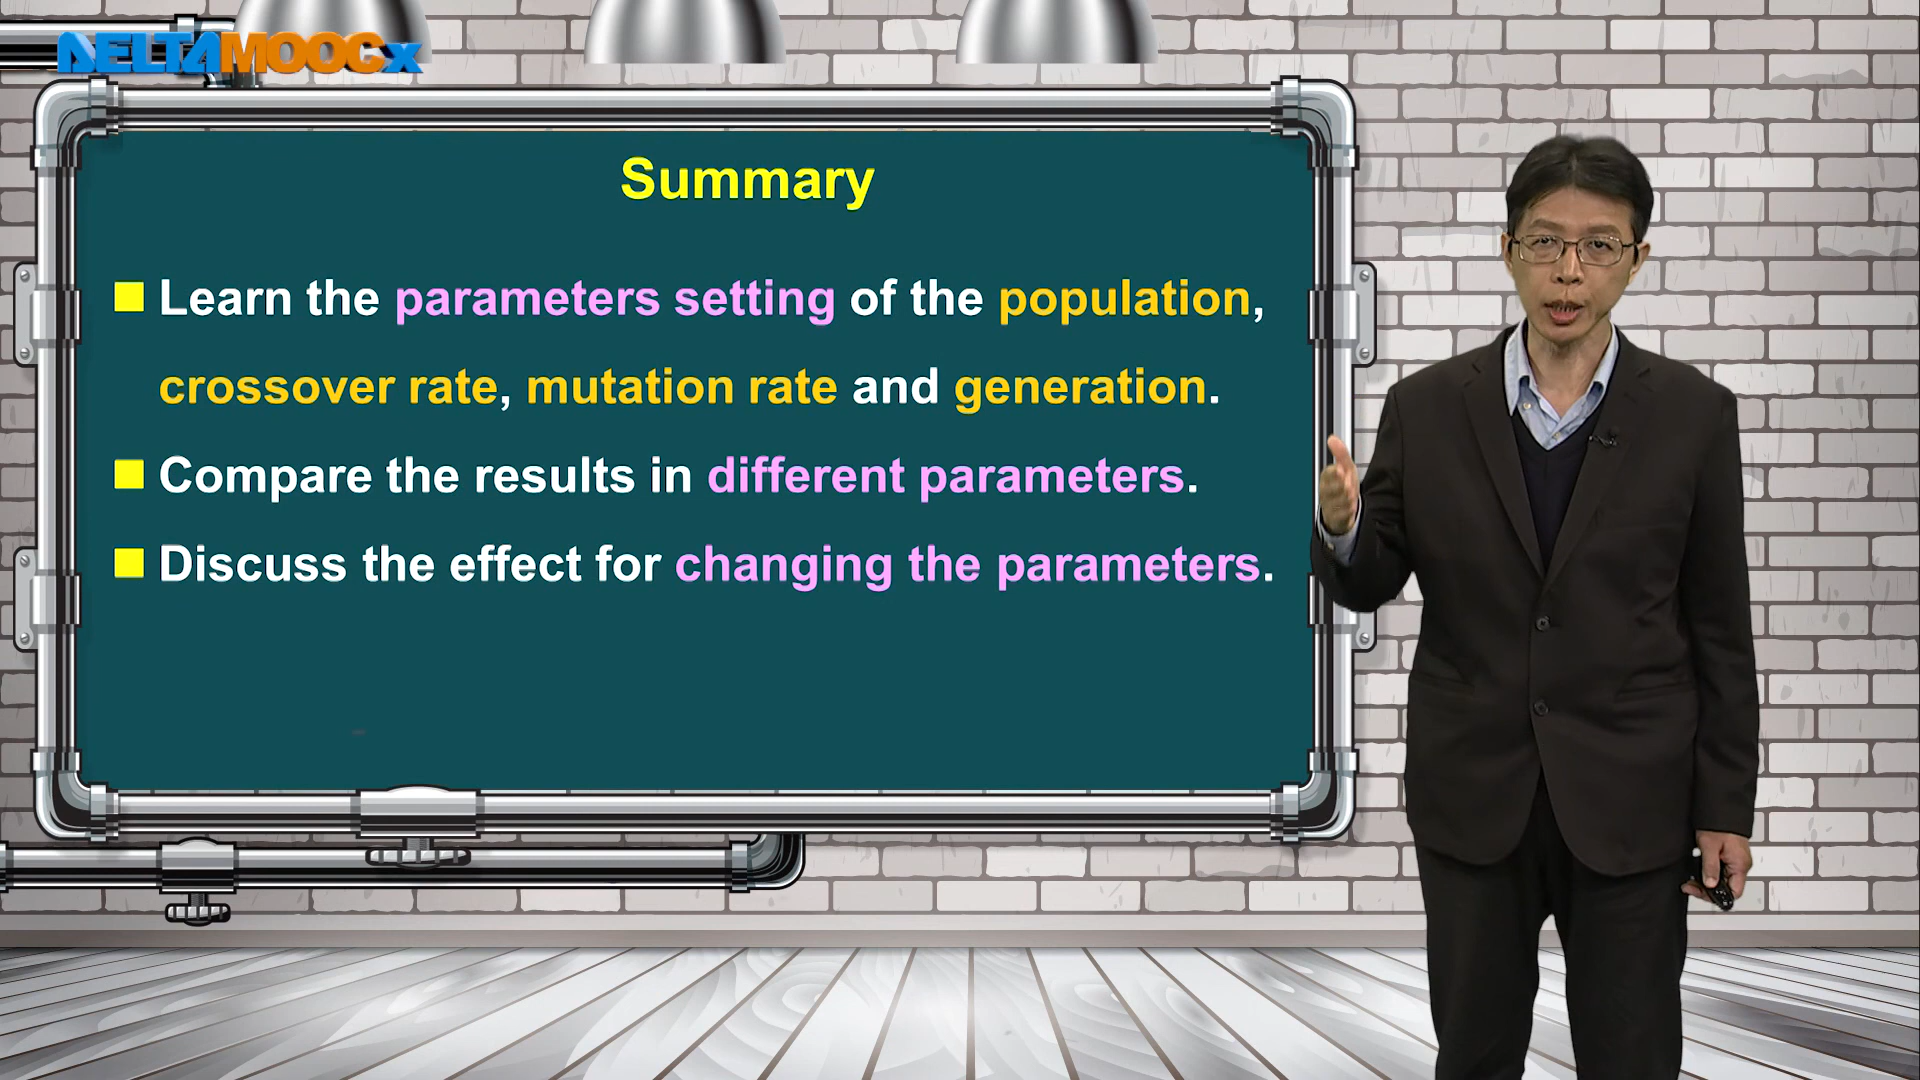 DELTAMOOCx
Summary
Learn the parameters setting of the population,
crossover rate, mutation rate and generation.
Compare the results in different parameters.
Discuss the effect for changing the parameters.